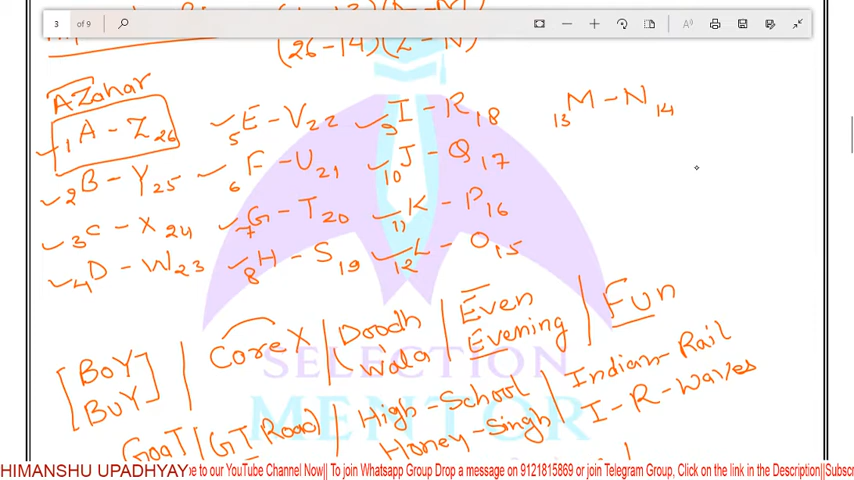 3 of 9
(26-14)(Z-N)
AZahar
1A - Z26
2B - Y25
3C - X24
4D - W23
5E - V22
6F - U21
7G - T20
8H - S19
9I - R18
10J - Q17
11K - P16
12L - O15
13M - N14
BoY
BuY
CoreX
Doodh
Wala
Even
Evening
Fun
GoaT
GT Road
High-School
Honey-Singh
Indian-Rail
I-R-Waves
SELECTION
MENTOR
HIMANSHU UPADHYAY
me to our YouTube Channel Now|| To join Whatsapp Group Drop a message on 9121815869 or join Telegram Group, Click on the link in the Description||Subscribe